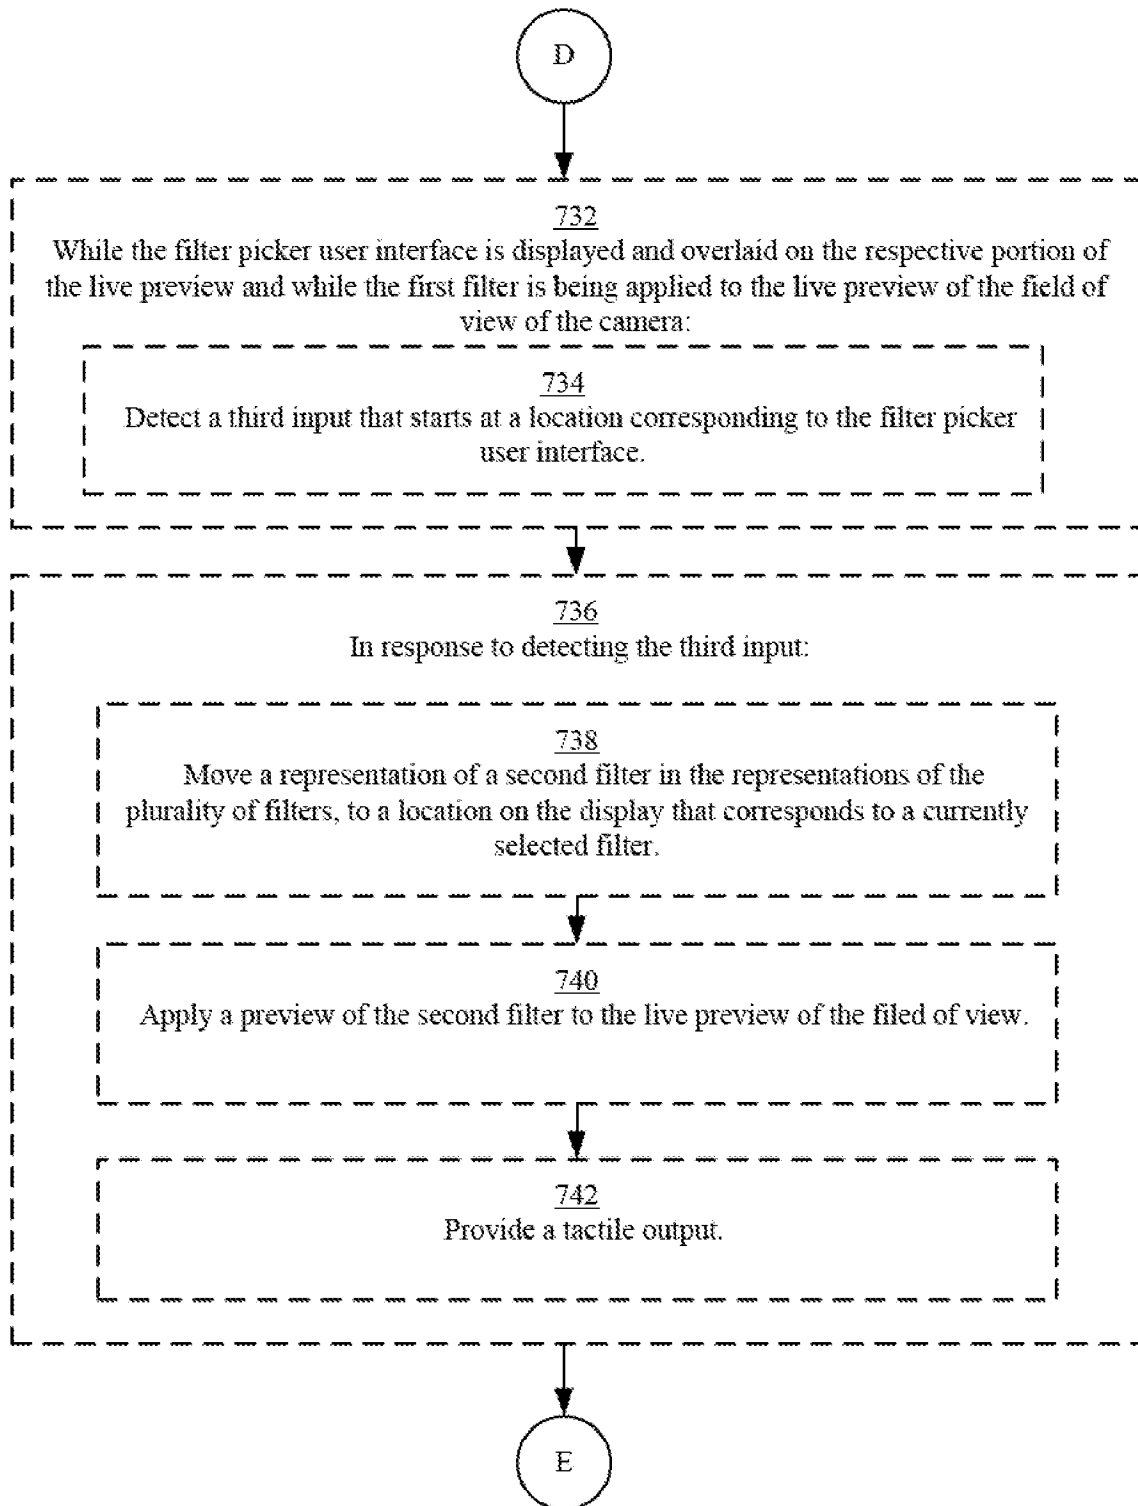 D
732
While the filter picker user interface is displayed and overlaid on the respective portion of
the live preview and while the first filter is being applied to the live preview of the field of
view of the camera:
734
Detect a third input that starts at a location corresponding to the filter picker
user interface.
736
In response to detecting the third input:
738
Move a representation of a second filter in the representations of the
plurality of filters, to a location on the display that corresponds to a currently
selected filter.
740
Apply a preview of the second filter to the live preview of the filed of view.
742
Provide a tactile output.
E